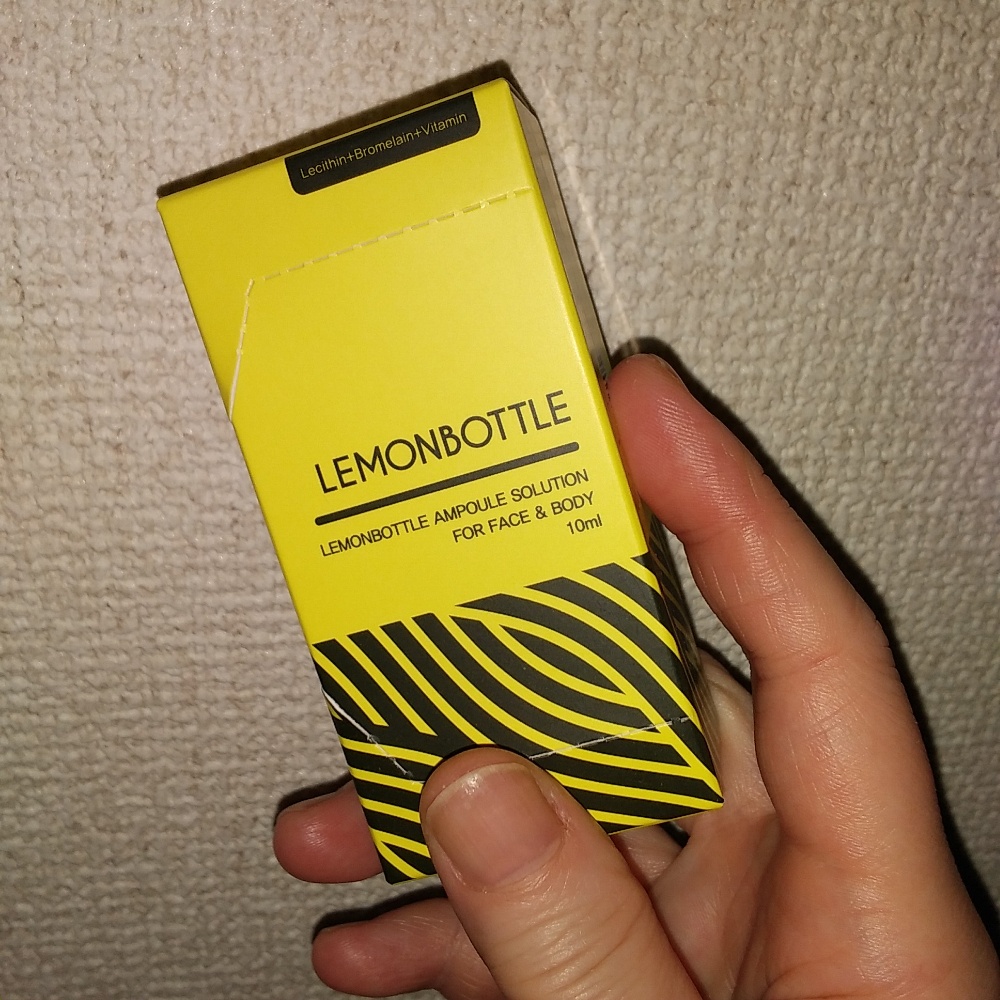 Lecithin+Bromelain+Vitamin
LEMONBOTTLE
LEMONBOTTLE AMPOULE SOLUTION
FOR FACE & BODY
10ml